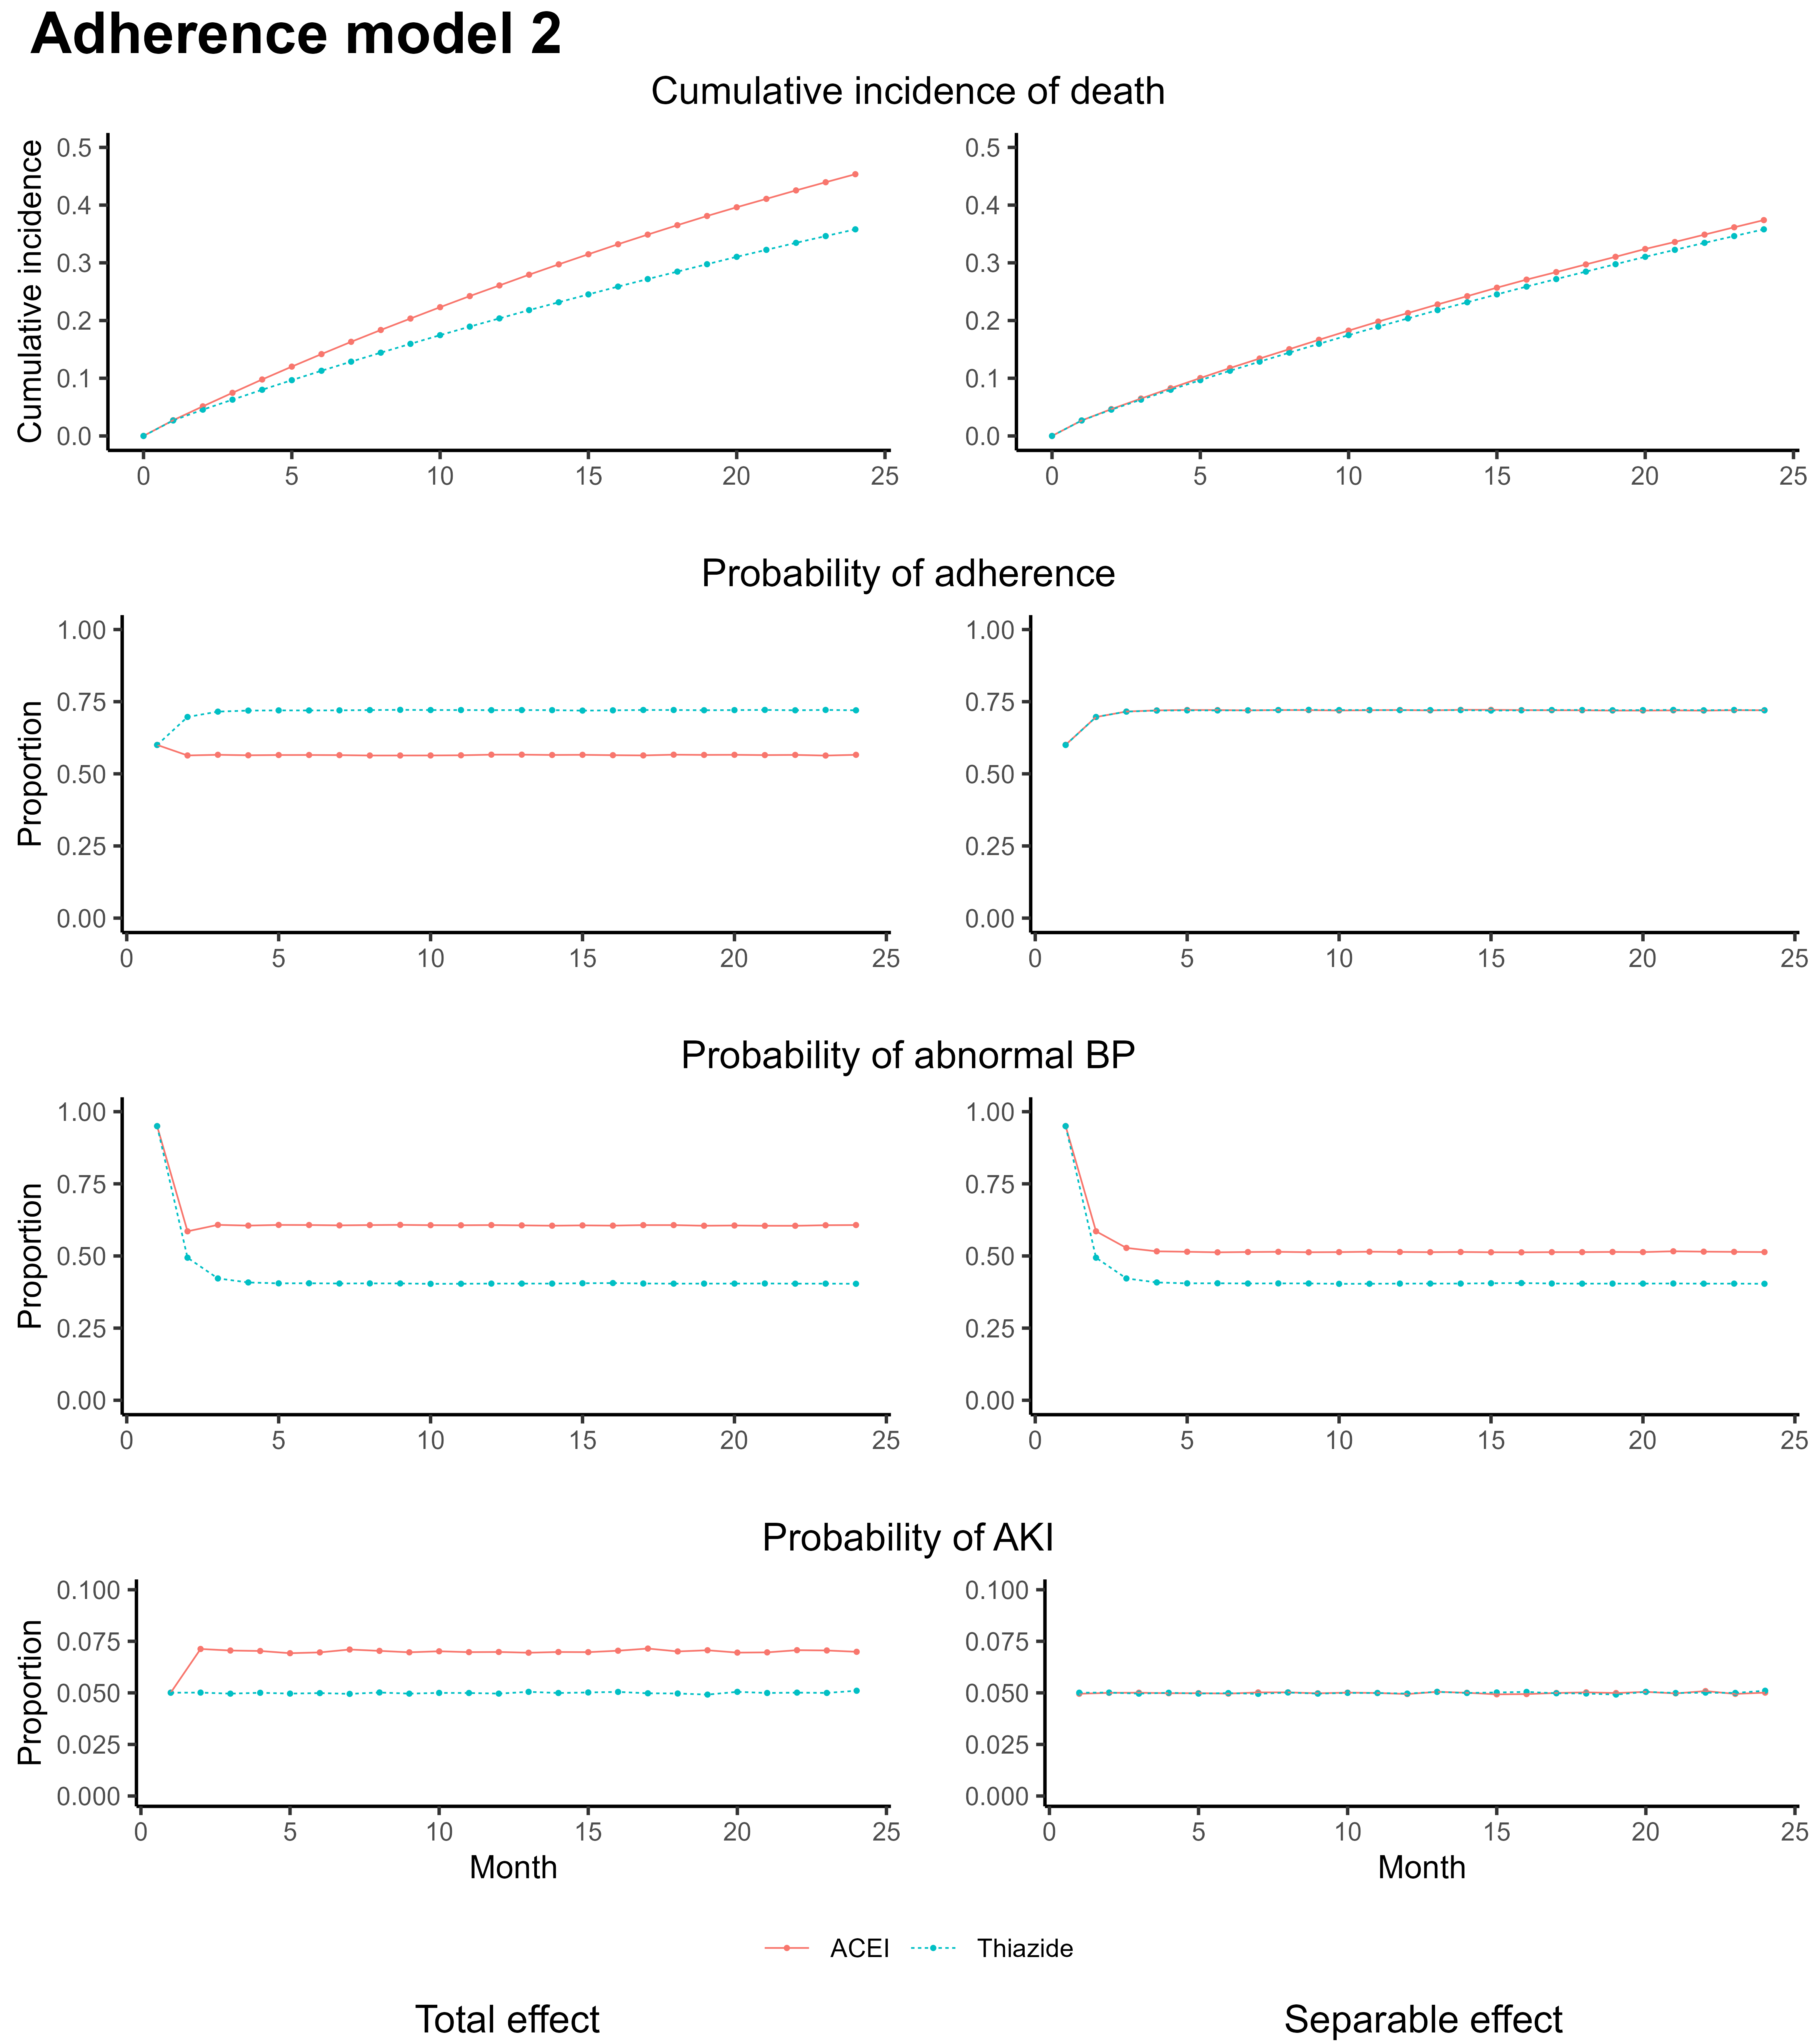 Adherence model 2
Cumulative incidence of death
Cumulative incidence
0.5
0.4
0.3
0.2
0.1
0.0
0 5 10 15 20 25
0.5
0.4
0.3
0.2
0.1
0.0
0 5 10 15 20 25
Probability of adherence
Proportion
1.00
0.75
0.50
0.25
0.00
0 5 10 15 20 25
1.00
0.75
0.50
0.25
0.00
0 5 10 15 20 25
Probability of abnormal BP
Proportion
1.00
0.75
0.50
0.25
0.00
0 5 10 15 20 25
1.00
0.75
0.50
0.25
0.00
0 5 10 15 20 25
Probability of AKI
Proportion
0.100
0.075
0.050
0.025
0.000
0 5 10 15 20 25
Month
0.100
0.075
0.050
0.025
0.000
0 5 10 15 20 25
Month
ACEI Thiazide
Total effect
Separable effect